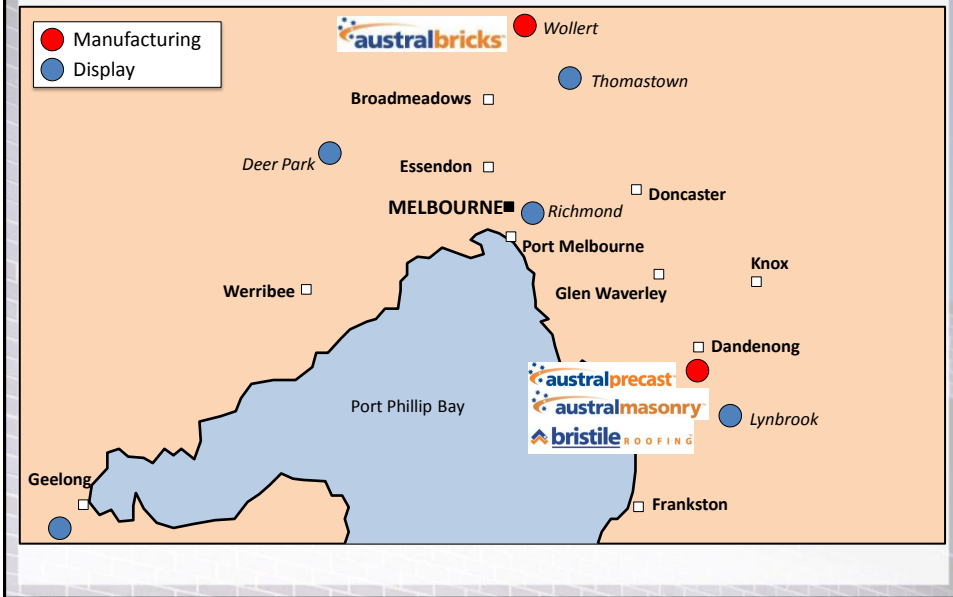 australbricks
Wollert
Manufacturing
Display
Thomastown
Broadmeadows
Deer Park
Essendon
Doncaster
MELBOURNE
Richmond
Port Melbourne
Knox
Werribee
Glen Waverley
Dandenong
australprecast
Port Phillip Bay
australmasonry
Lynbrook
bristile ROOFING
Geelong
Frankston